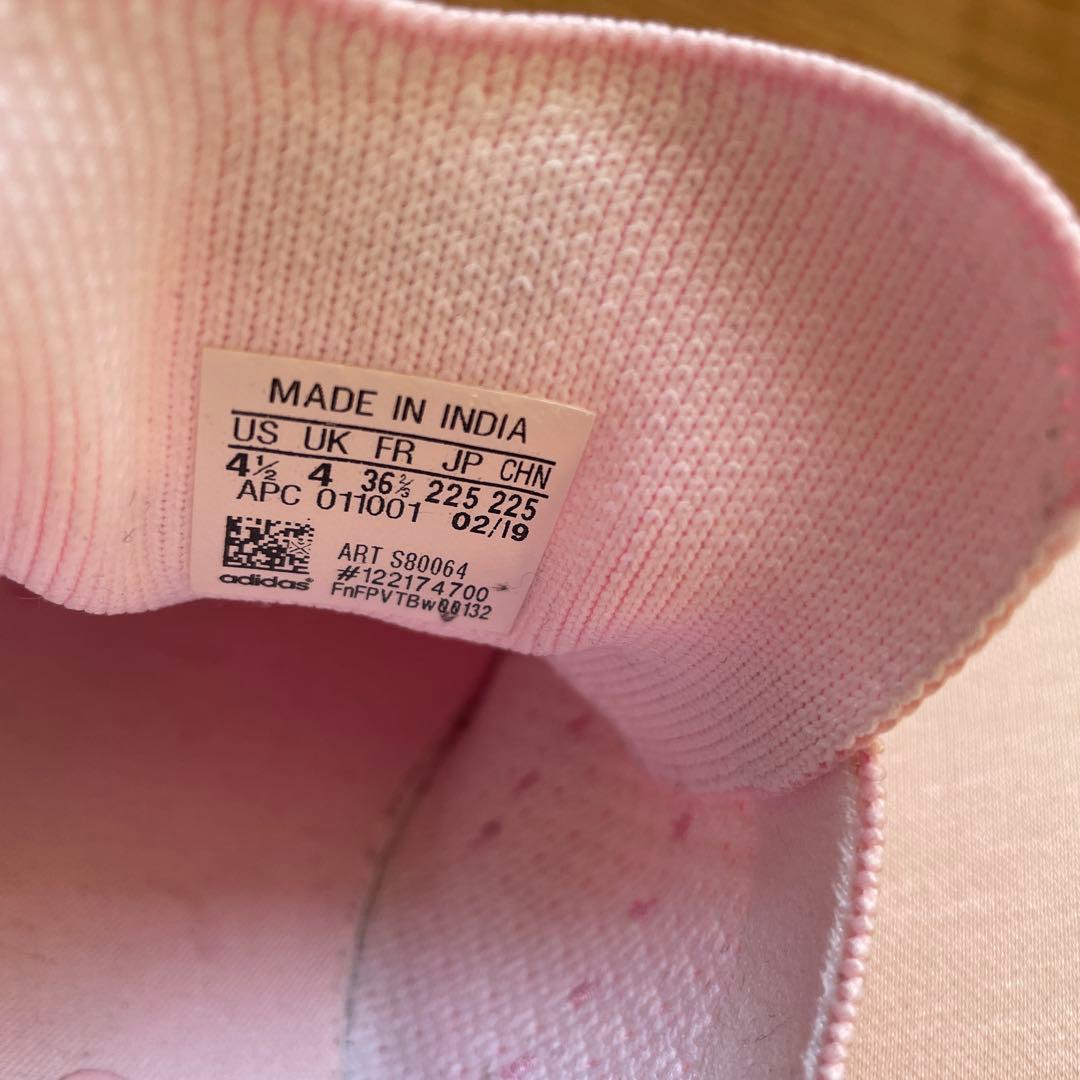 MADE IN INDIA
US UK FR JP CHN
4½ 4 36⅔ 225 225
APC 011001 02/19
ART S80064
#122174700
adidas FnFPVTBw00132